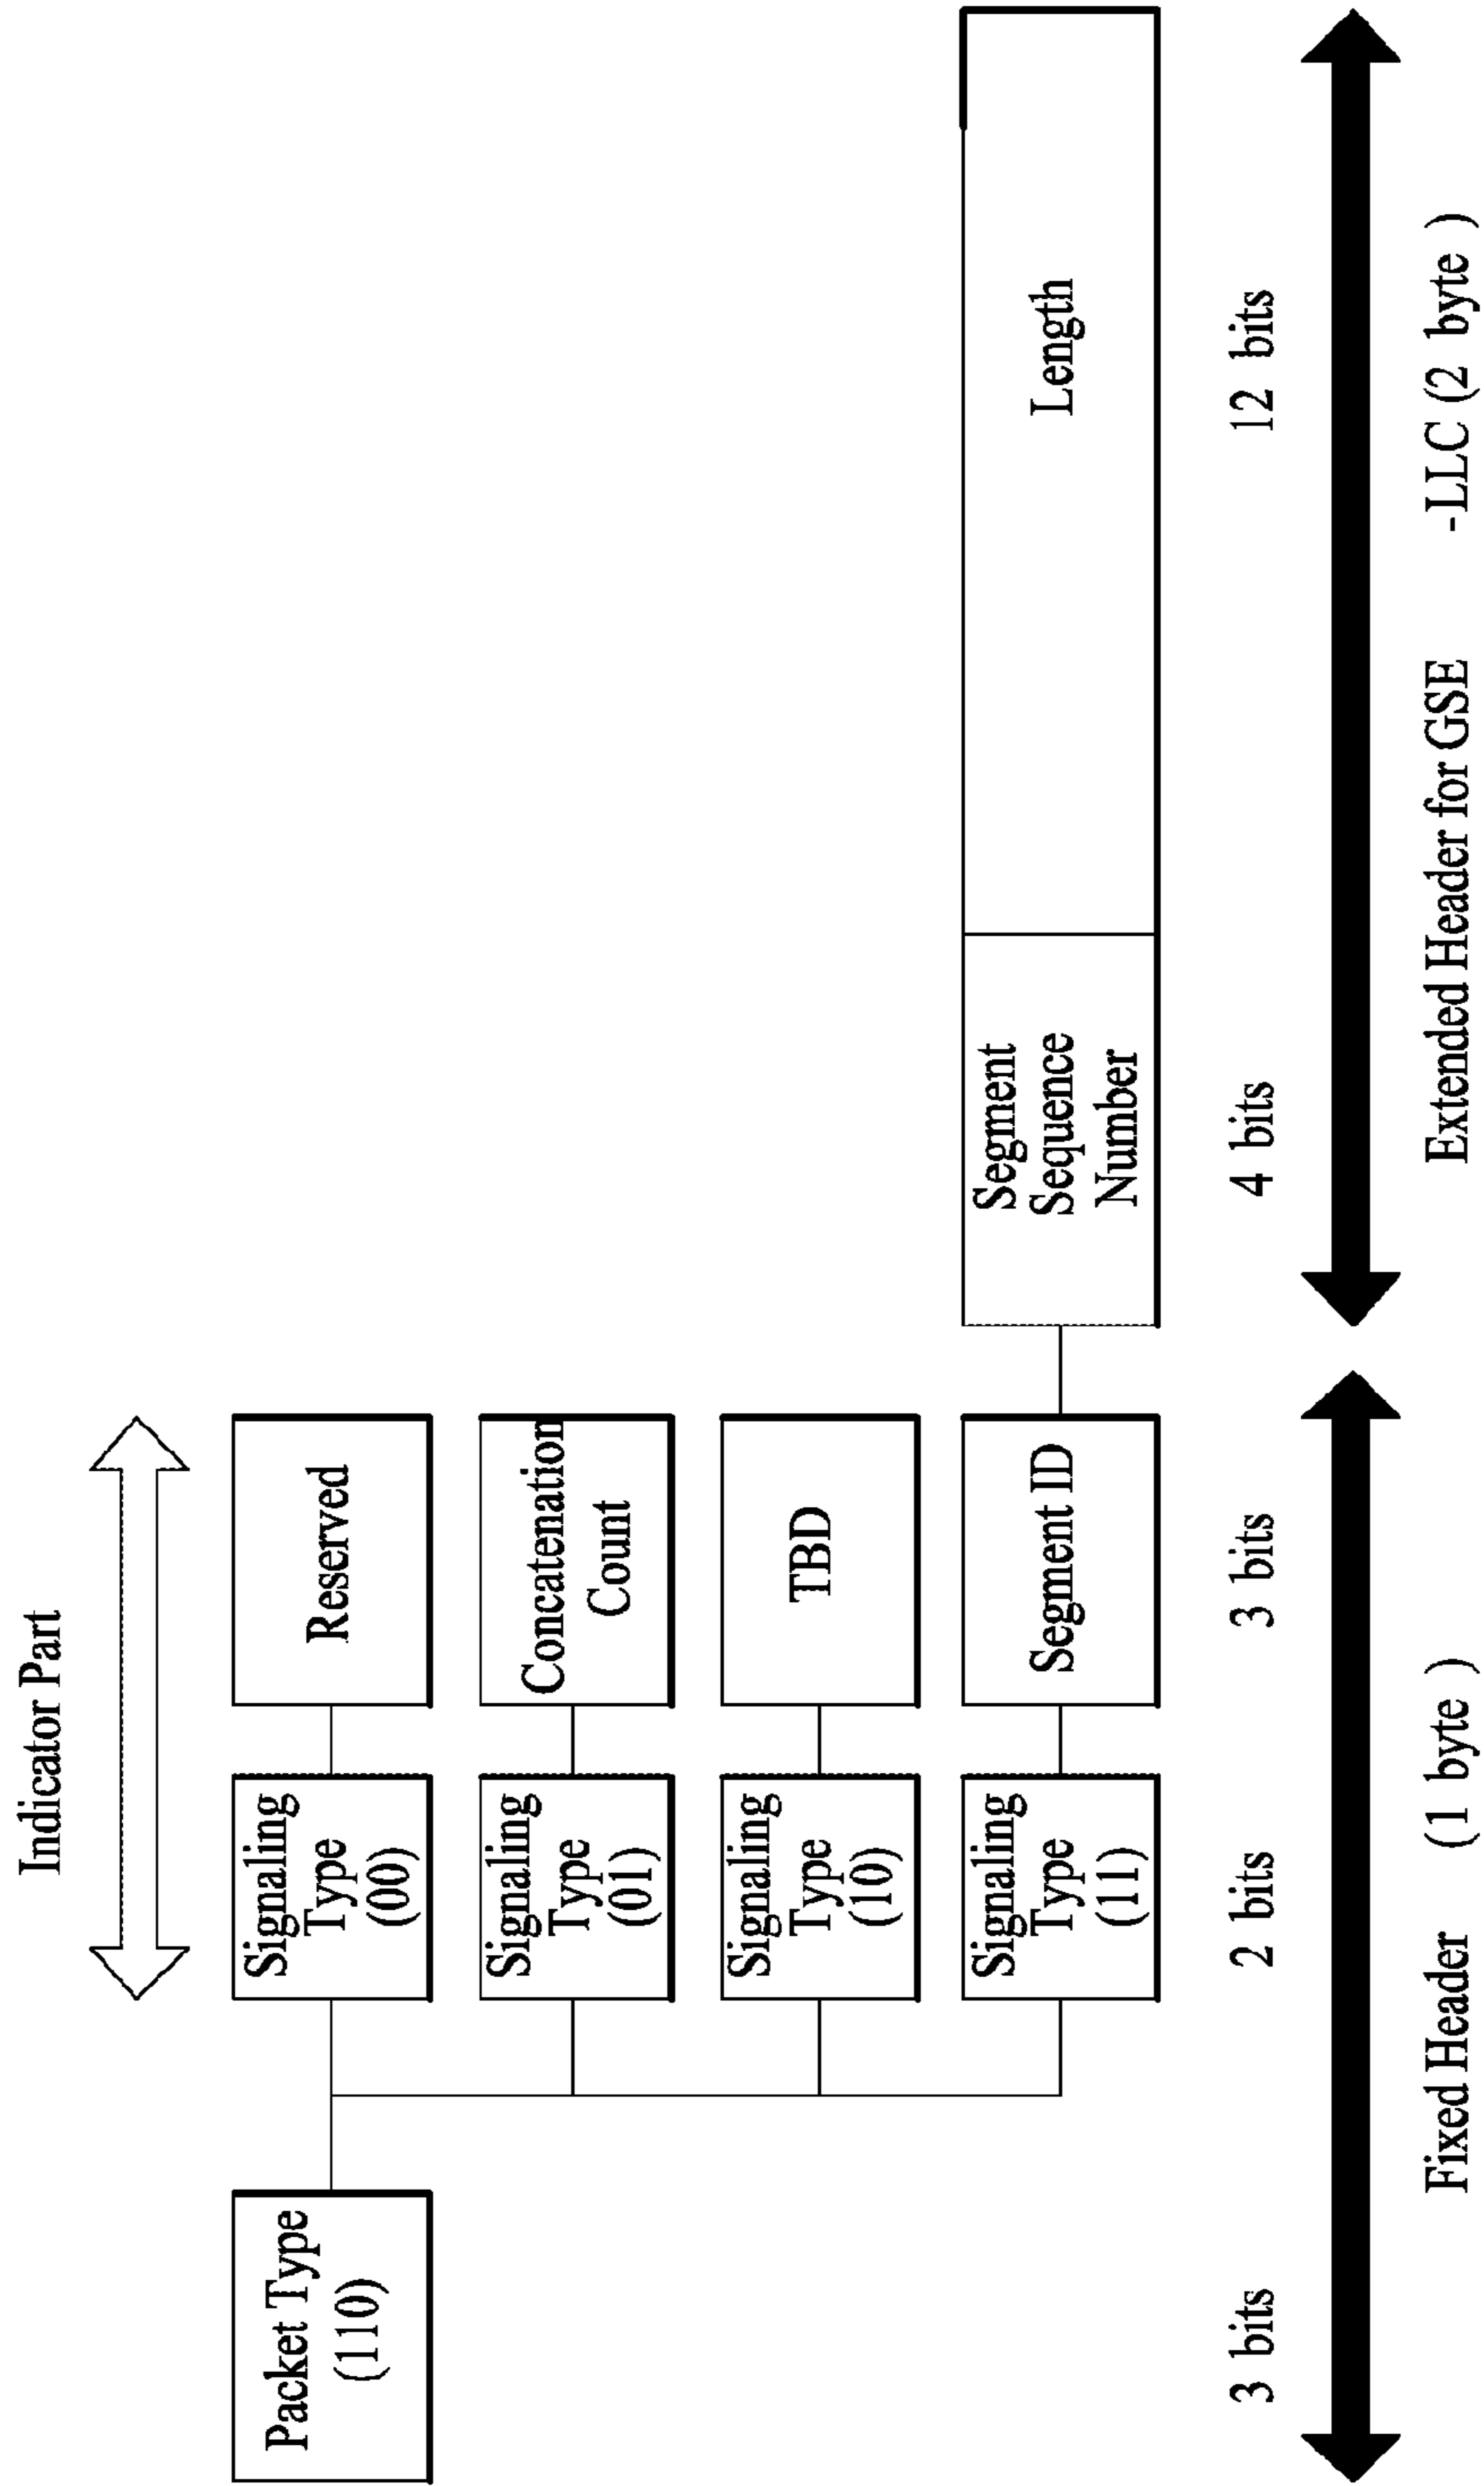 Indicator Part
Packet Type
(110)
Signaling
Type
(00)
Reserved
Signaling
Type
(01)
Concatenation
Count
Signaling
Type
(10)
TBD
Signaling
Type
(11)
Segment ID
Segment
Sequence
Number
Length
3 bits
2 bits
3 bits
4 bits
12 bits
Fixed Header (1 byte )
Extended Header for GSE -LLC (2 byte )